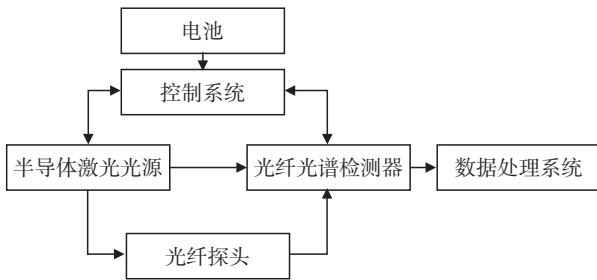 电池
控制系统
半导体激光光源
光纤光谱检测器
数据处理系统
光纤探头